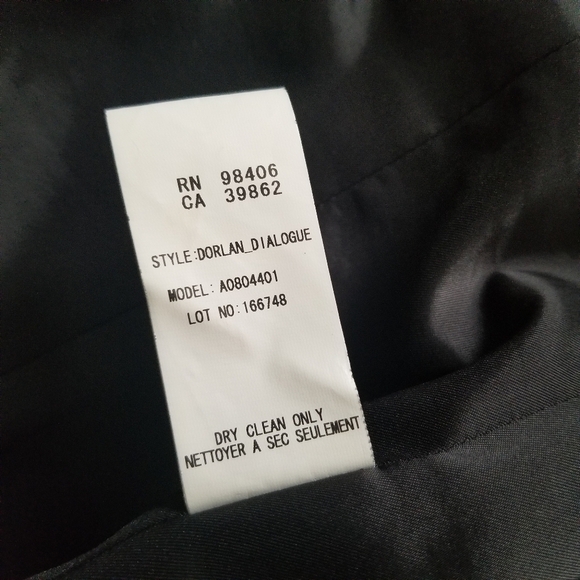 RN 98406
CA 39862
STYLE:DORLAN_DIALOGUE
MODEL: A0804401
LOT NO:166748
DRY CLEAN ONLY
NETTOYER A SEC SEULEMENT